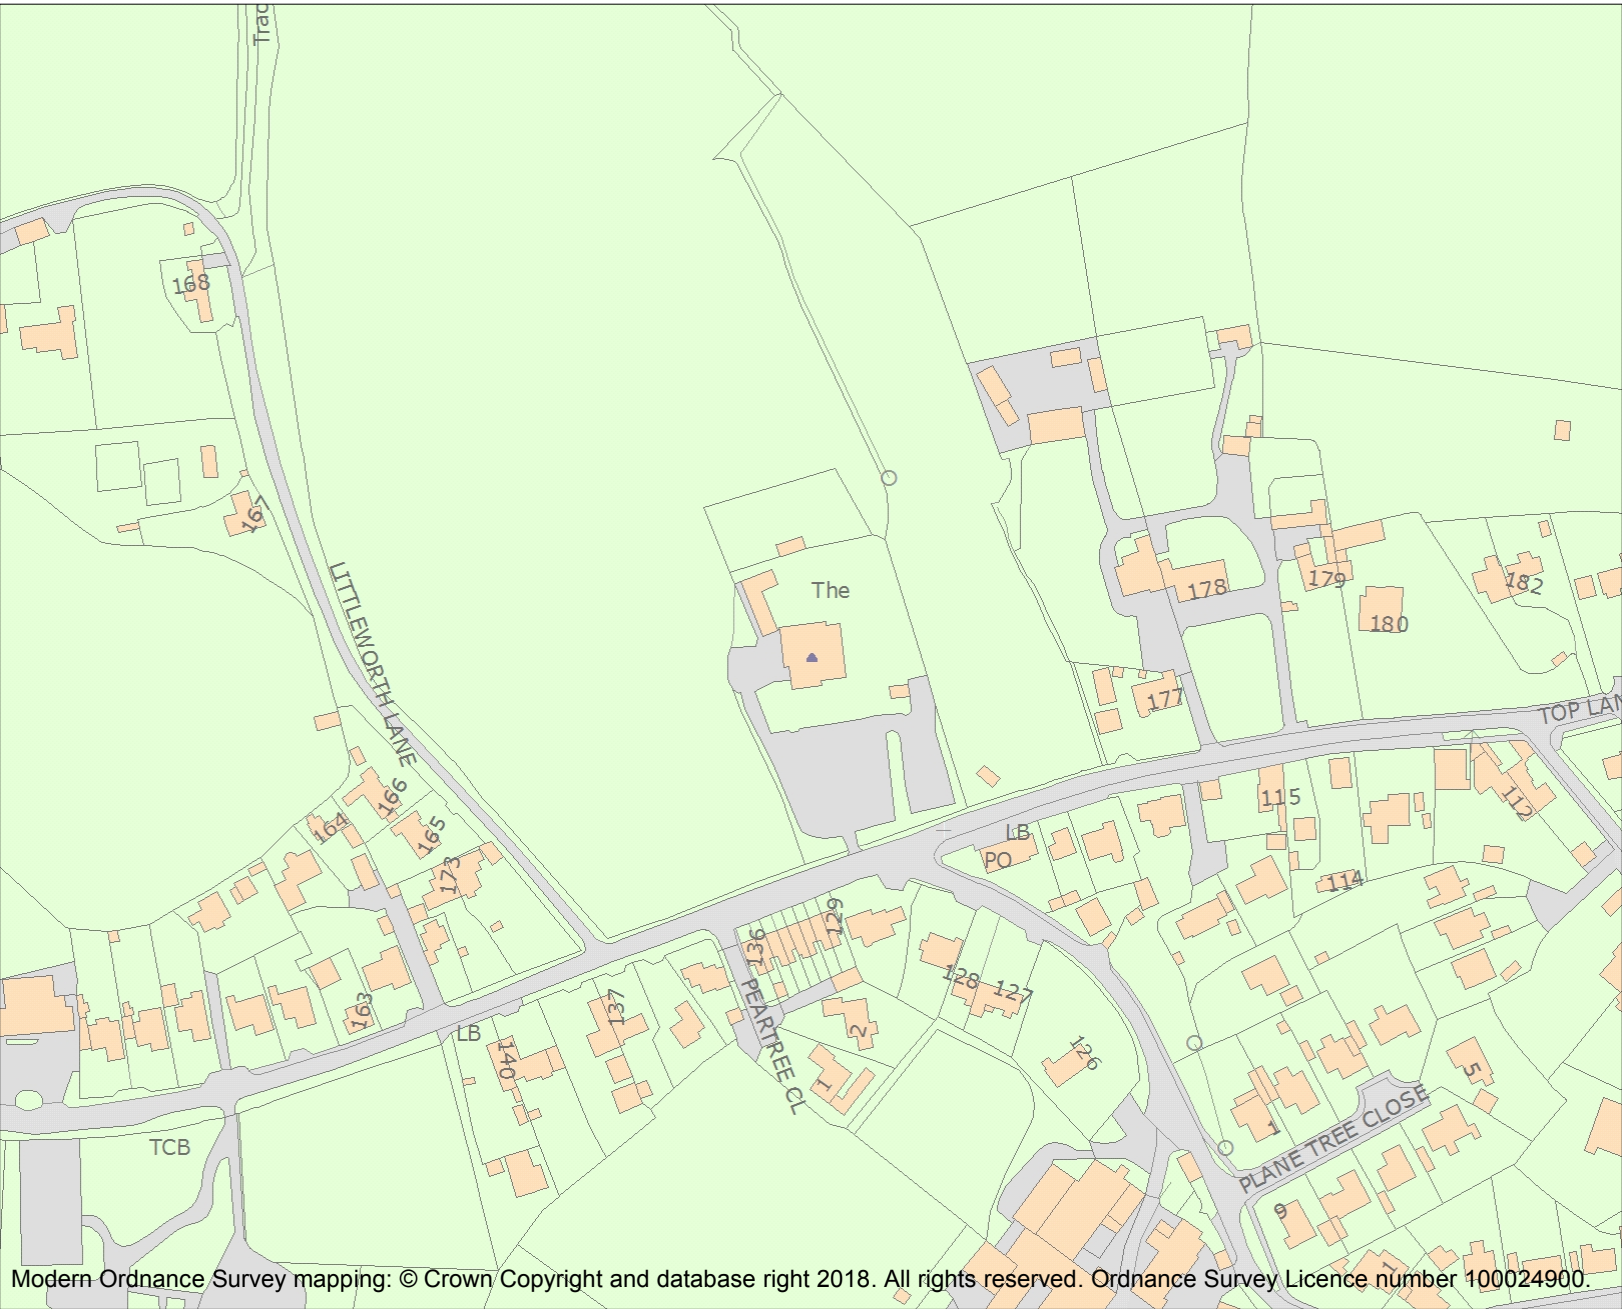 Trac
168
167
LITTLEWORTH LANE
The
178
179
182
180
177
TOP LAN
166
164
165
173
115
112
LB
PO
114
129
136
128
127
163
137
LB
PEARTREE CL
2
140
126
1
5
1
PLANE TREE CLOSE
TCB
9
1
Modern Ordnance Survey mapping: © Crown Copyright and database right 2018. All rights reserved. Ordnance Survey Licence number 100024900.